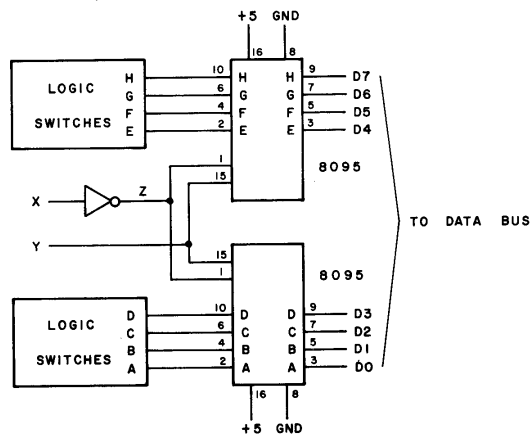 +5 GND
16 8
LOGIC
SWITCHES
H 10 H 9 D7
G 6 G 7 D6
F 4 F 5 D5
E 2 E 3 D4
1
15
8095
X Z
Y
TO DATA BUS
15
1
8095
LOGIC
SWITCHES
D 10 D 9 D3
C 6 C 7 D2
B 4 B 5 D1
A 2 A 3 D0
16 8
+5 GND